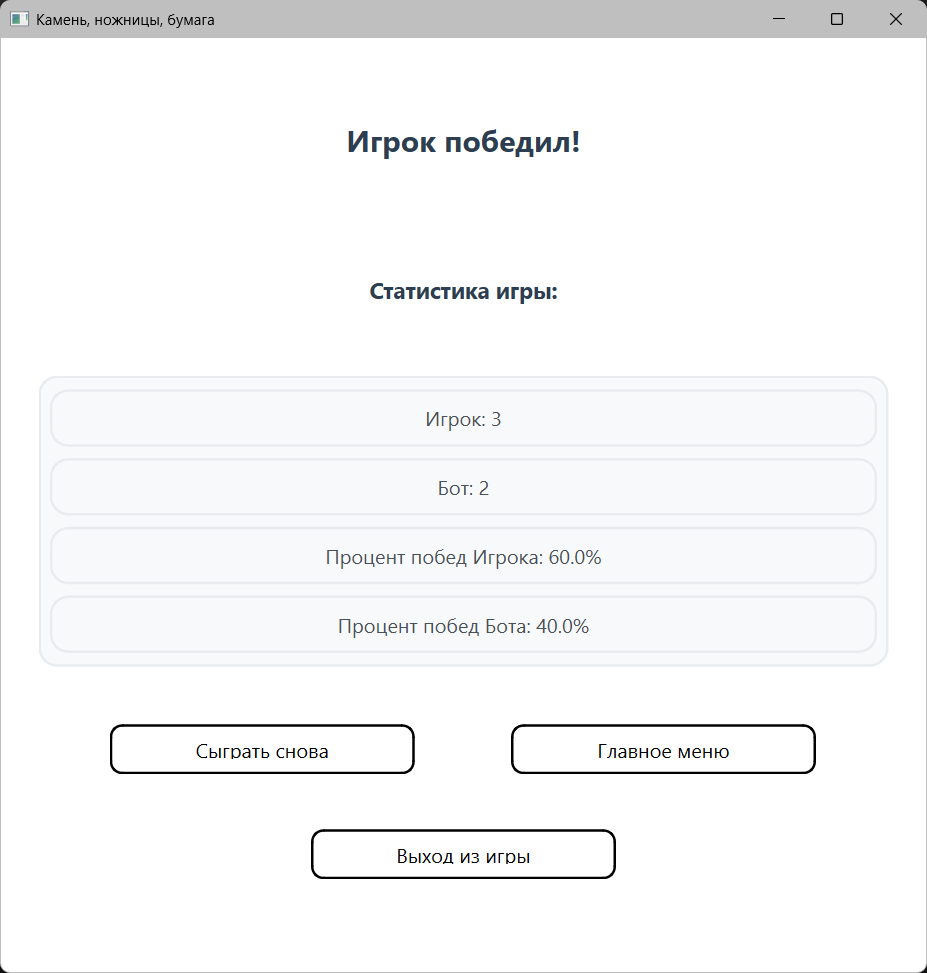 Камень, ножницы, бумага
Игрок победил!
Статистика игры:
Игрок: 3
Бот: 2
Процент побед Игрока: 60.0%
Процент побед Бота: 40.0%
Сыграть снова
Главное меню
Выход из игры